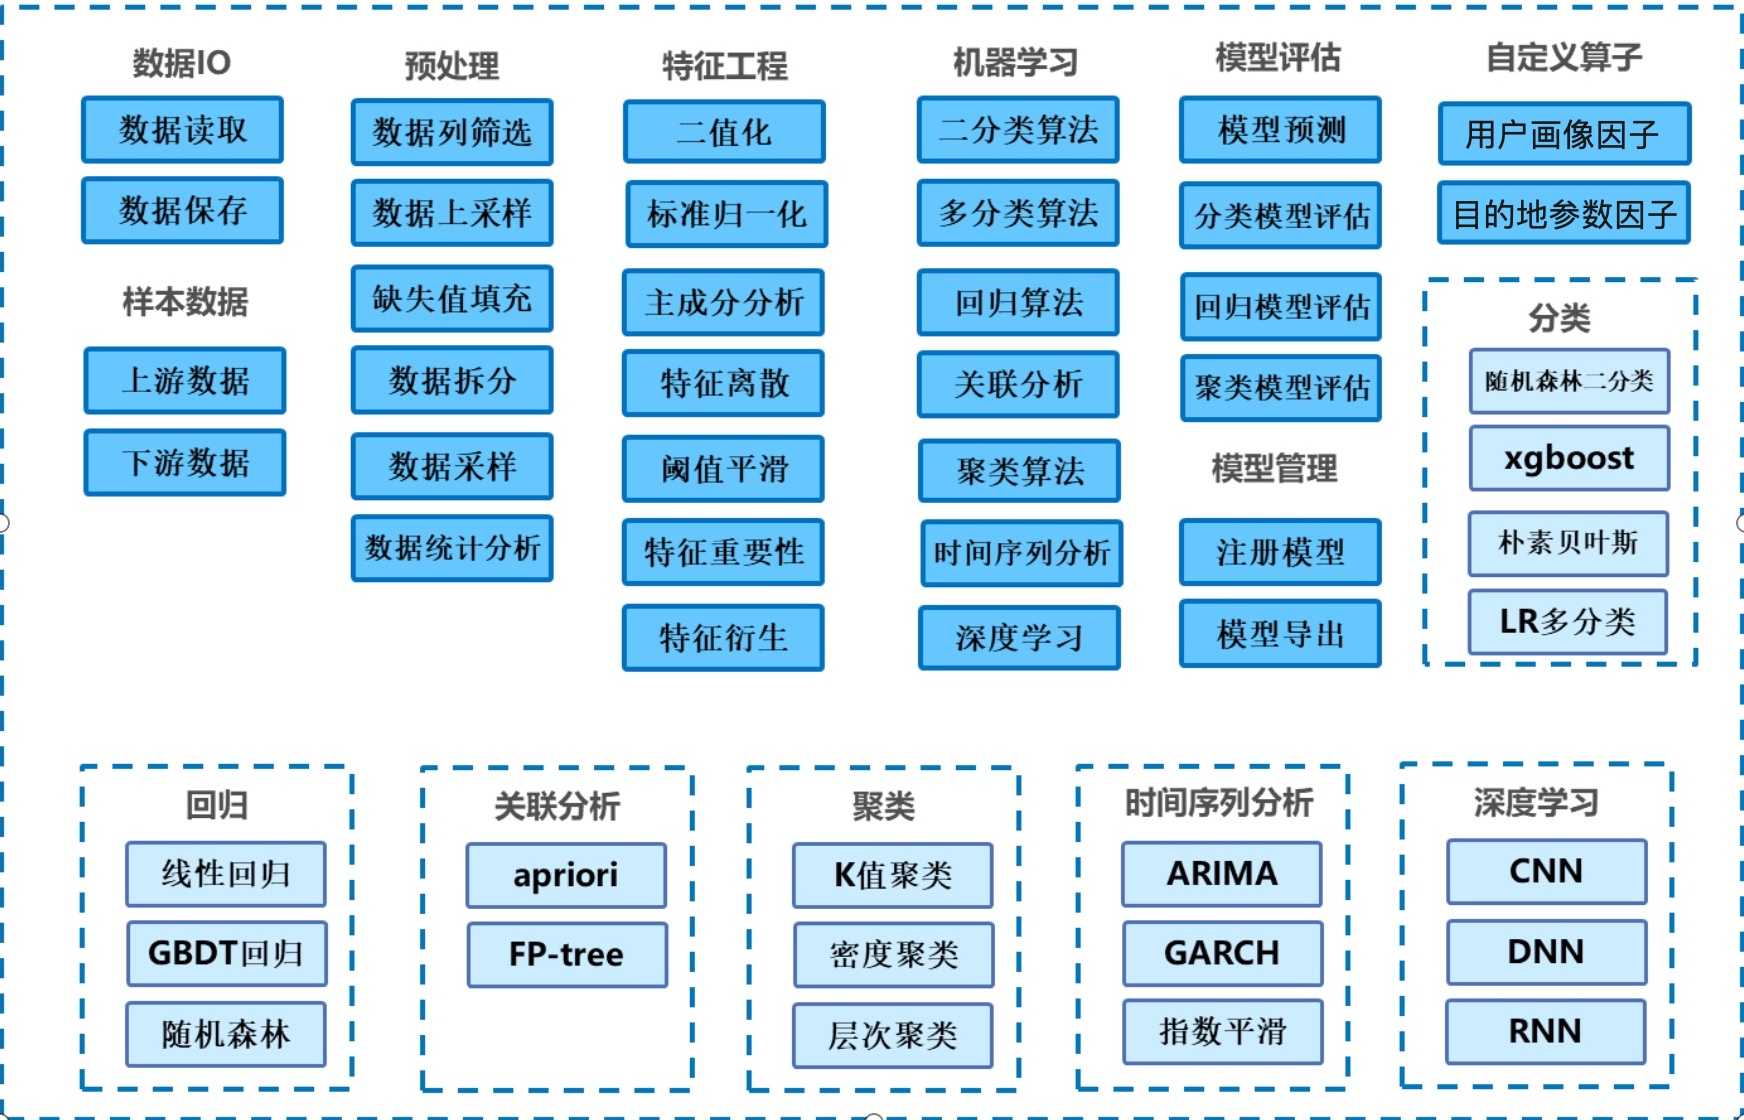 数据IO
数据读取
数据保存
样本数据
上游数据
下游数据
预处理
数据列筛选
数据上采样
缺失值填充
数据拆分
数据采样
数据统计分析
特征工程
二值化
标准归一化
主成分分析
特征离散
阈值平滑
特征重要性
特征衍生
机器学习
二分类算法
多分类算法
回归算法
关联分析
聚类算法
时间序列分析
深度学习
模型评估
模型预测
分类模型评估
回归模型评估
聚类模型评估
模型管理
注册模型
模型导出
自定义算子
用户画像因子
目的地参数因子
分类
随机森林二分类
xgboost
朴素贝叶斯
LR多分类
回归
线性回归
GBDT回归
随机森林
关联分析
apriori
FP-tree
聚类
K值聚类
密度聚类
层次聚类
时间序列分析
ARIMA
GARCH
指数平滑
深度学习
CNN
DNN
RNN